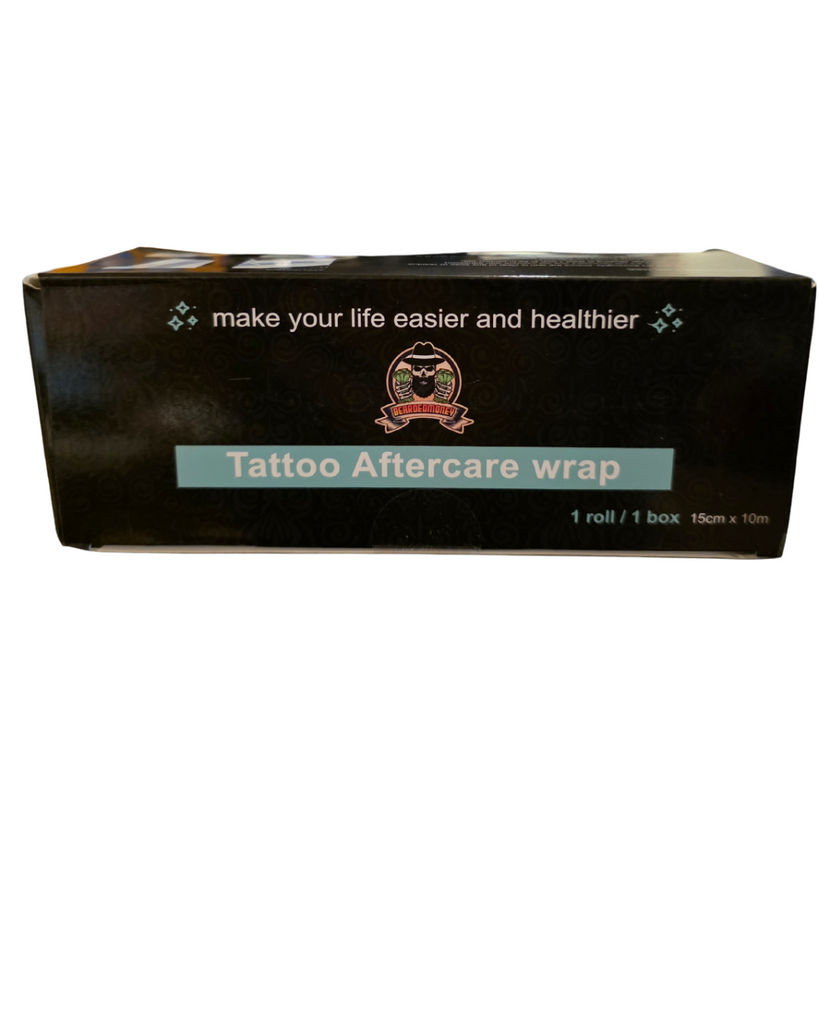 make your life easier and healthier
BEARDEDMONEY
Tattoo Aftercare wrap
1 roll / 1 box 15cm x 10m